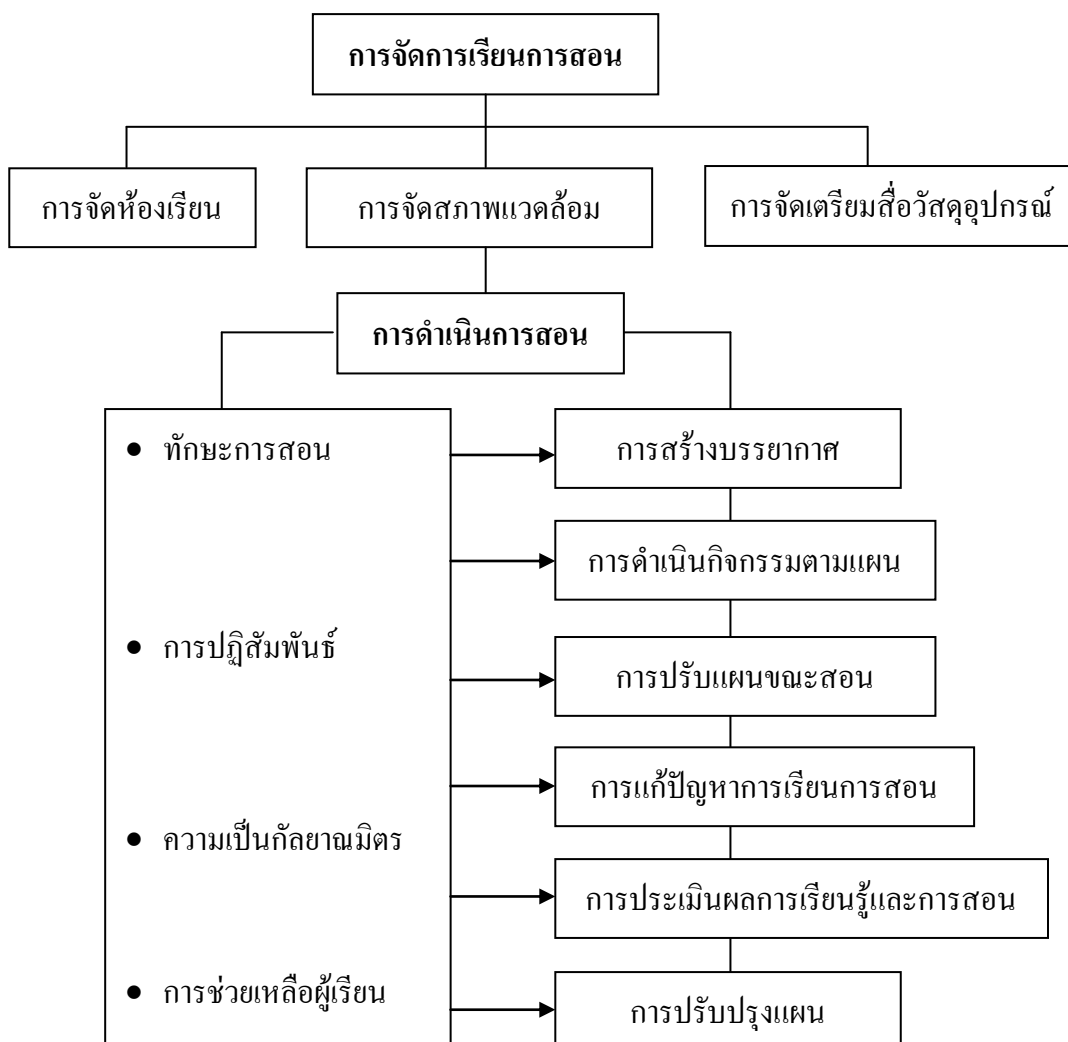 การจัดการเรียนการสอน
การจัดห้องเรียน
การจัดสภาพแวดล้อม
การจัดเตรียมสื่อวัสดุอุปกรณ์
การดำเนินการสอน
• ทักษะการสอน
• การปฏิสัมพันธ์
• ความเป็นกัลยาณมิตร
• การช่วยเหลือผู้เรียน
การสร้างบรรยากาศ
การดำเนินกิจกรรมตามแผน
การปรับแผนขณะสอน
การแก้ปัญหาการเรียนการสอน
การประเมินผลการเรียนรู้และการสอน
การปรับปรุงแผน